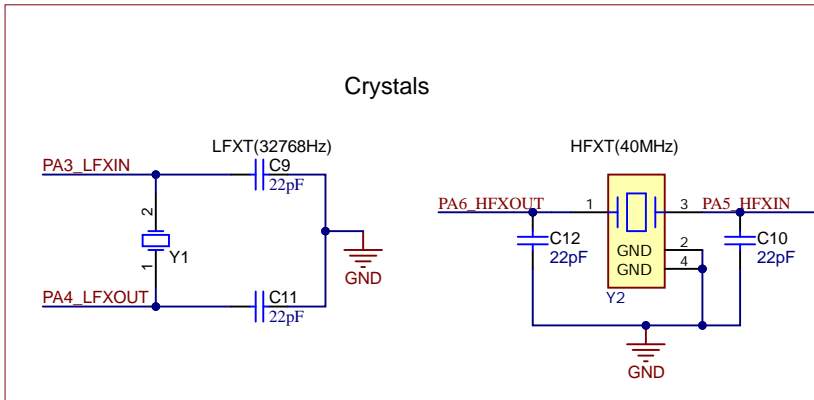 Crystals
LFXT(32768Hz)
HFXT(40MHz)
PA3_LFXIN
C9
22pF
2
1
Y1
GND
PA4_LFXOUT
C11
22pF
PA6_HFXOUT
1
3
PA5_HFXIN
C12
22pF
GND
2
GND
4
C10
22pF
Y2
GND